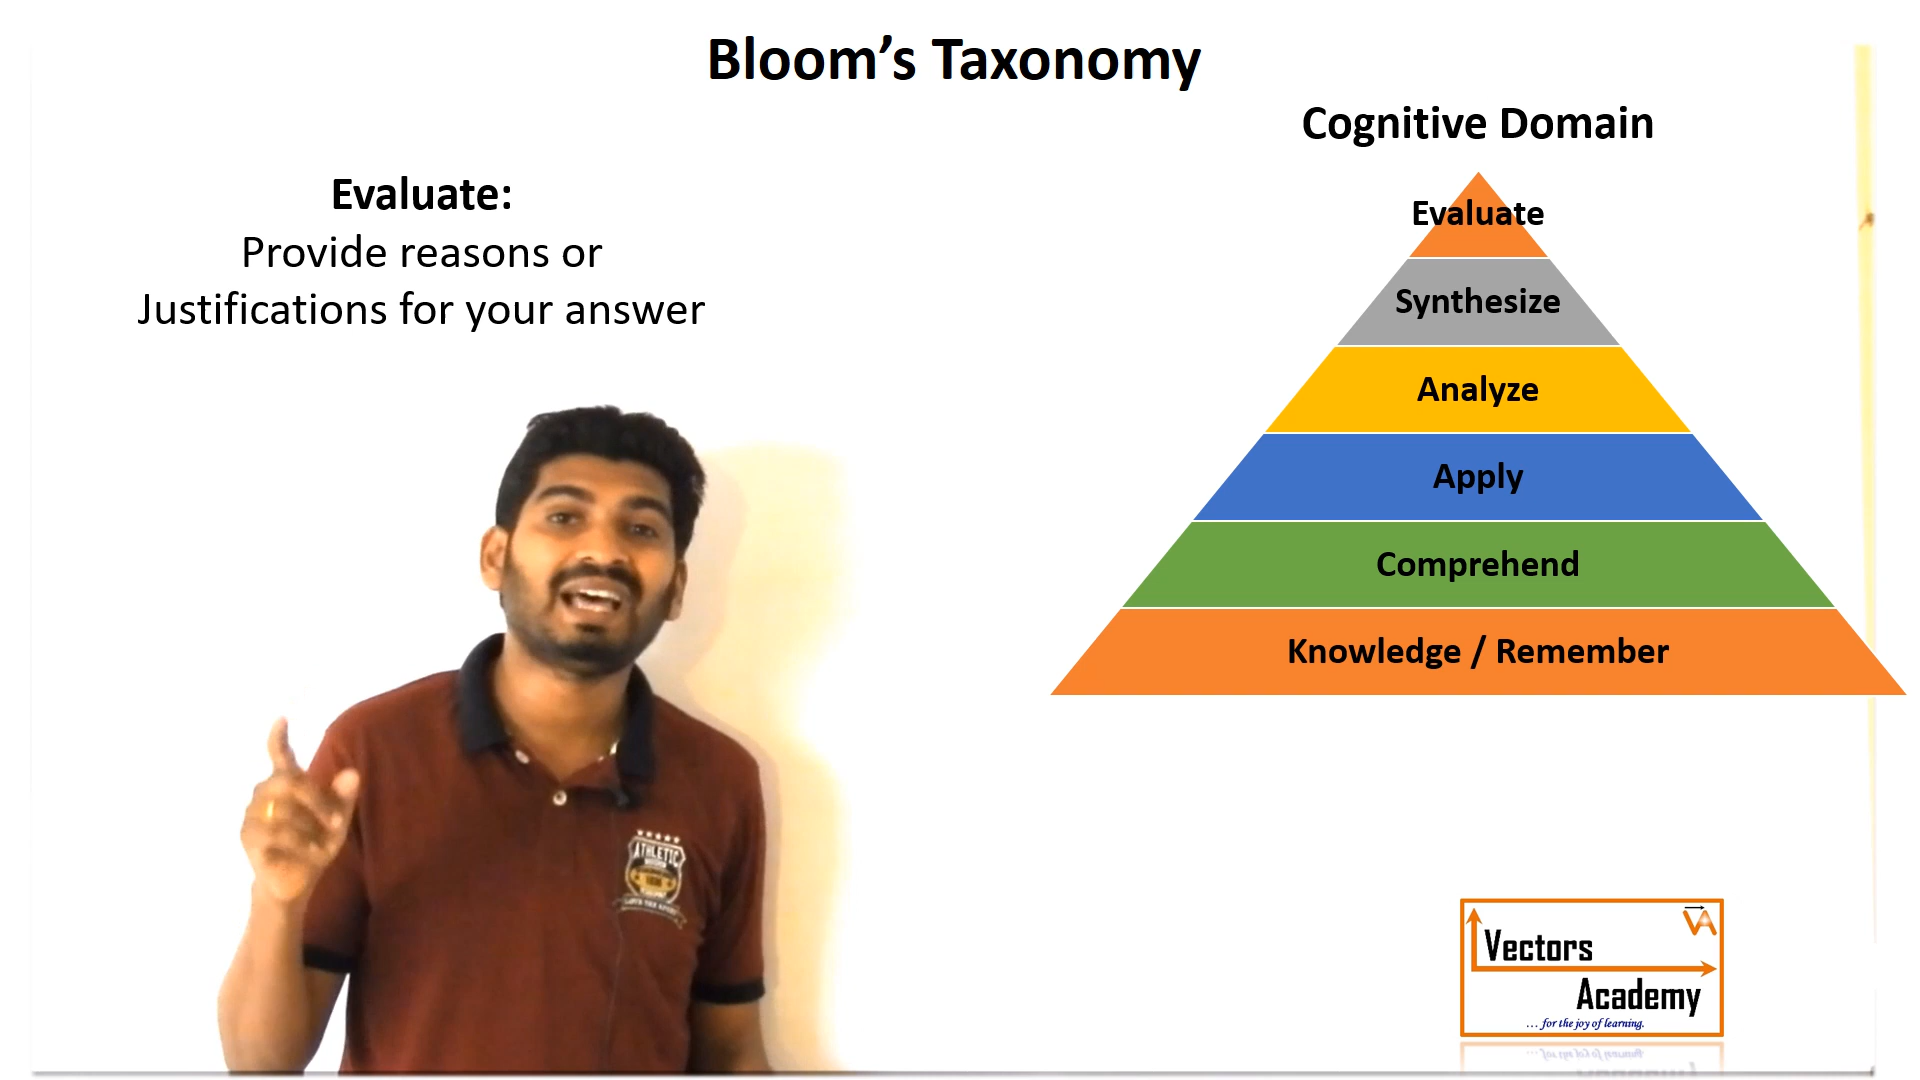 Bloom’s Taxonomy
Cognitive Domain
Evaluate:
Provide reasons or
Justifications for your answer
Evaluate
Synthesize
Analyze
Apply
Comprehend
Knowledge / Remember
ATHLETIC
VA
Vectors
Academy
... for the joy of learning.